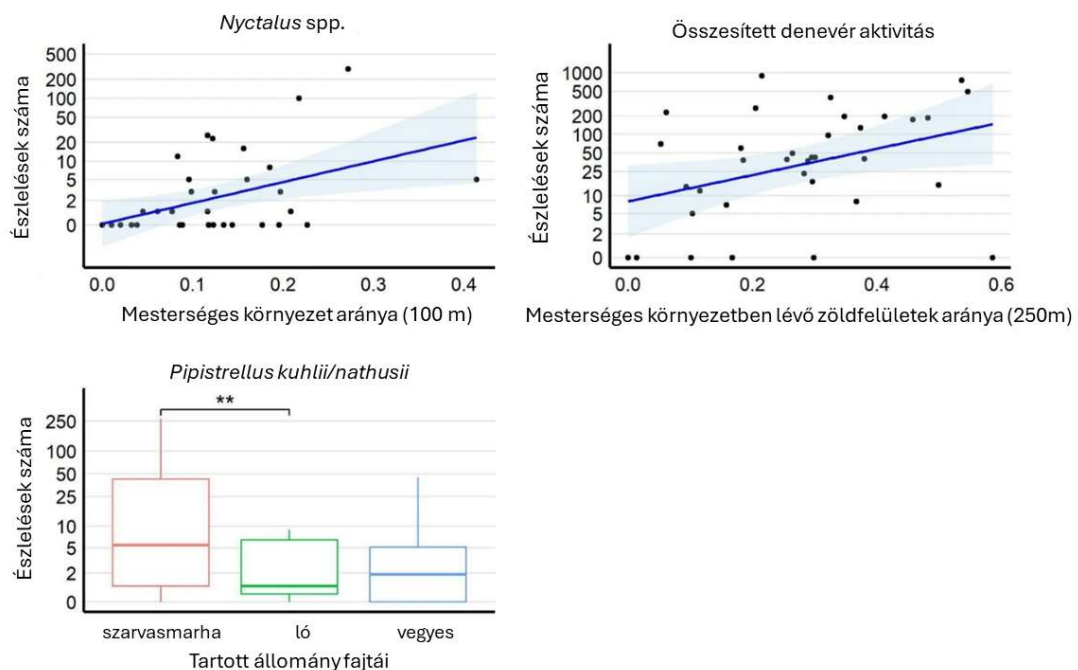 Nyctalus spp.
Észlelések száma
500
200
100
50
20
10
5
2
0
0.0 0.1 0.2 0.3 0.4
Mesterséges környezet aránya (100 m)
Összesített denevér aktivitás
Észlelések száma
1000
500
200
100
50
25
10
5
2
0
0.0 0.2 0.4 0.6
Mesterséges környezetben lévő zöldfelületek aránya (250m)
Pipistrellus kuhlii/nathusii
**
Észlelések száma
250
100
50
25
10
5
2
0
szarvasmarha ló vegyes
Tartott állomány fajtái